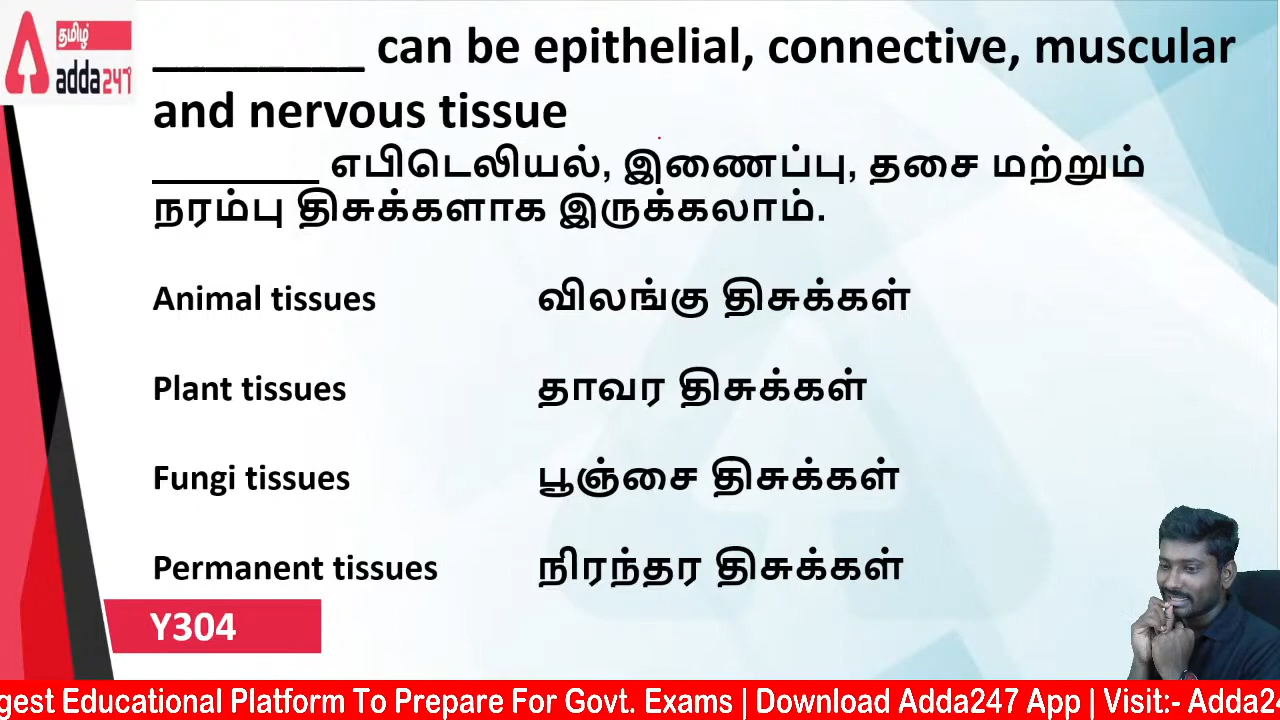 தமிழ்
adda247
________ can be epithelial, connective, muscular
and nervous tissue
________ எபிடெலியல், இணைப்பு, தசை மற்றும்
நரம்பு திசுக்களாக இருக்கலாம்.
Animal tissues விலங்கு திசுக்கள்
Plant tissues தாவர திசுக்கள்
Fungi tissues பூஞ்சை திசுக்கள்
Permanent tissues நிரந்தர திசுக்கள்
Y304
gest Educational Platform To Prepare For Govt. Exams | Download Adda247 App | Visit:- Adda24